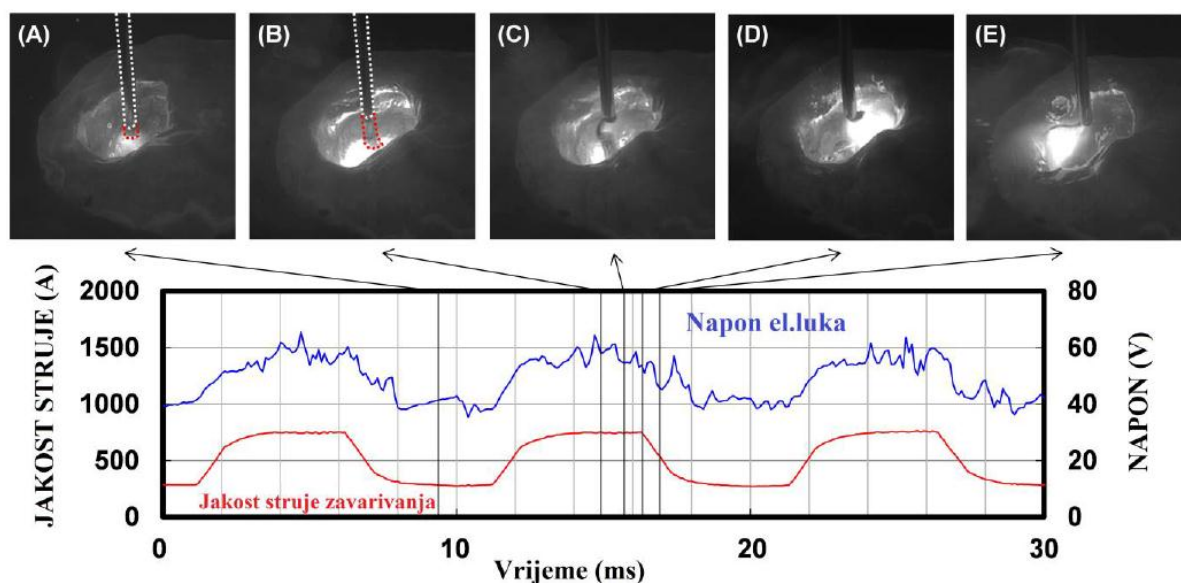 (A)
(B)
(C)
(D)
(E)
JAKOST STRUJE (A)
2000
1500
1000
500
0
Napon el.luka
Jakost struje zavarivanja
80
60
40
20
0
NAPON (V)
0
10
20
30
Vrijeme (ms)